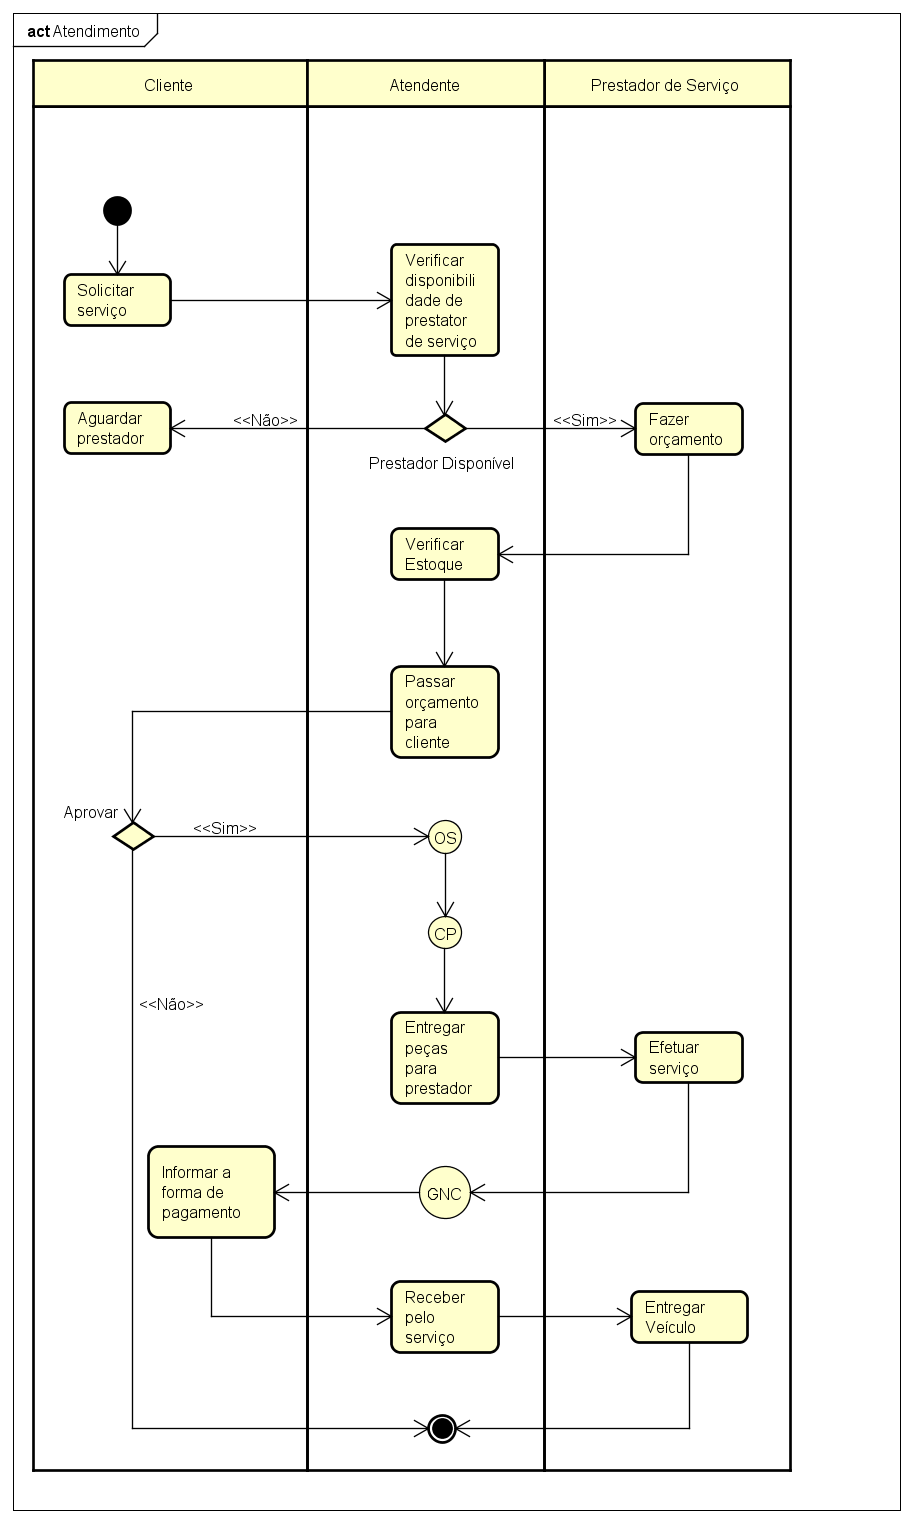 act Atendimento
Cliente
Atendente
Prestador de Serviço
Solicitar
serviço
Verificar
disponibili
dade de
prestator
de serviço
Aguardar
prestador
<<Não>>
<<Sim>>
Prestador Disponível
Fazer
orçamento
Verificar
Estoque
Passar
orçamento
para
cliente
Aprovar
<<Sim>>
OS
CP
<<Não>>
Entregar
peças
para
prestador
Efetuar
serviço
Informar a
forma de
pagamento
GNC
Receber
pelo
serviço
Entregar
Veículo